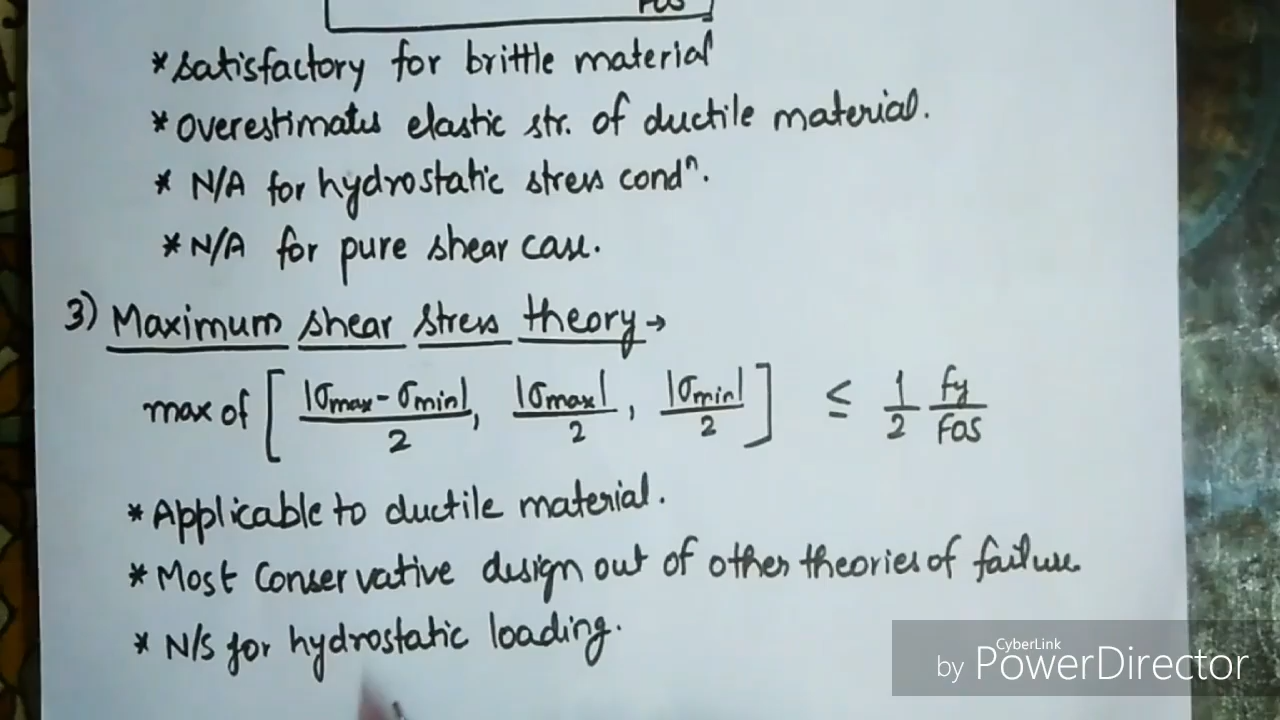 FOS
*satisfactory for brittle material
*overestimates elastic str. of ductile material.
* N/A for hydrostatic stress condⁿ.
*N/A for pure shear case.
3) Maximum shear stress theory→
max of [ |σmax - σmin|/2, |σmax|/2, |σmin|/2 ] ≤ 1/2 fy/FOS
*Applicable to ductile material.
*Most Conservative design out of other theories of failure.
* N/S for hydrostatic loading.
CyberLink
by PowerDirector